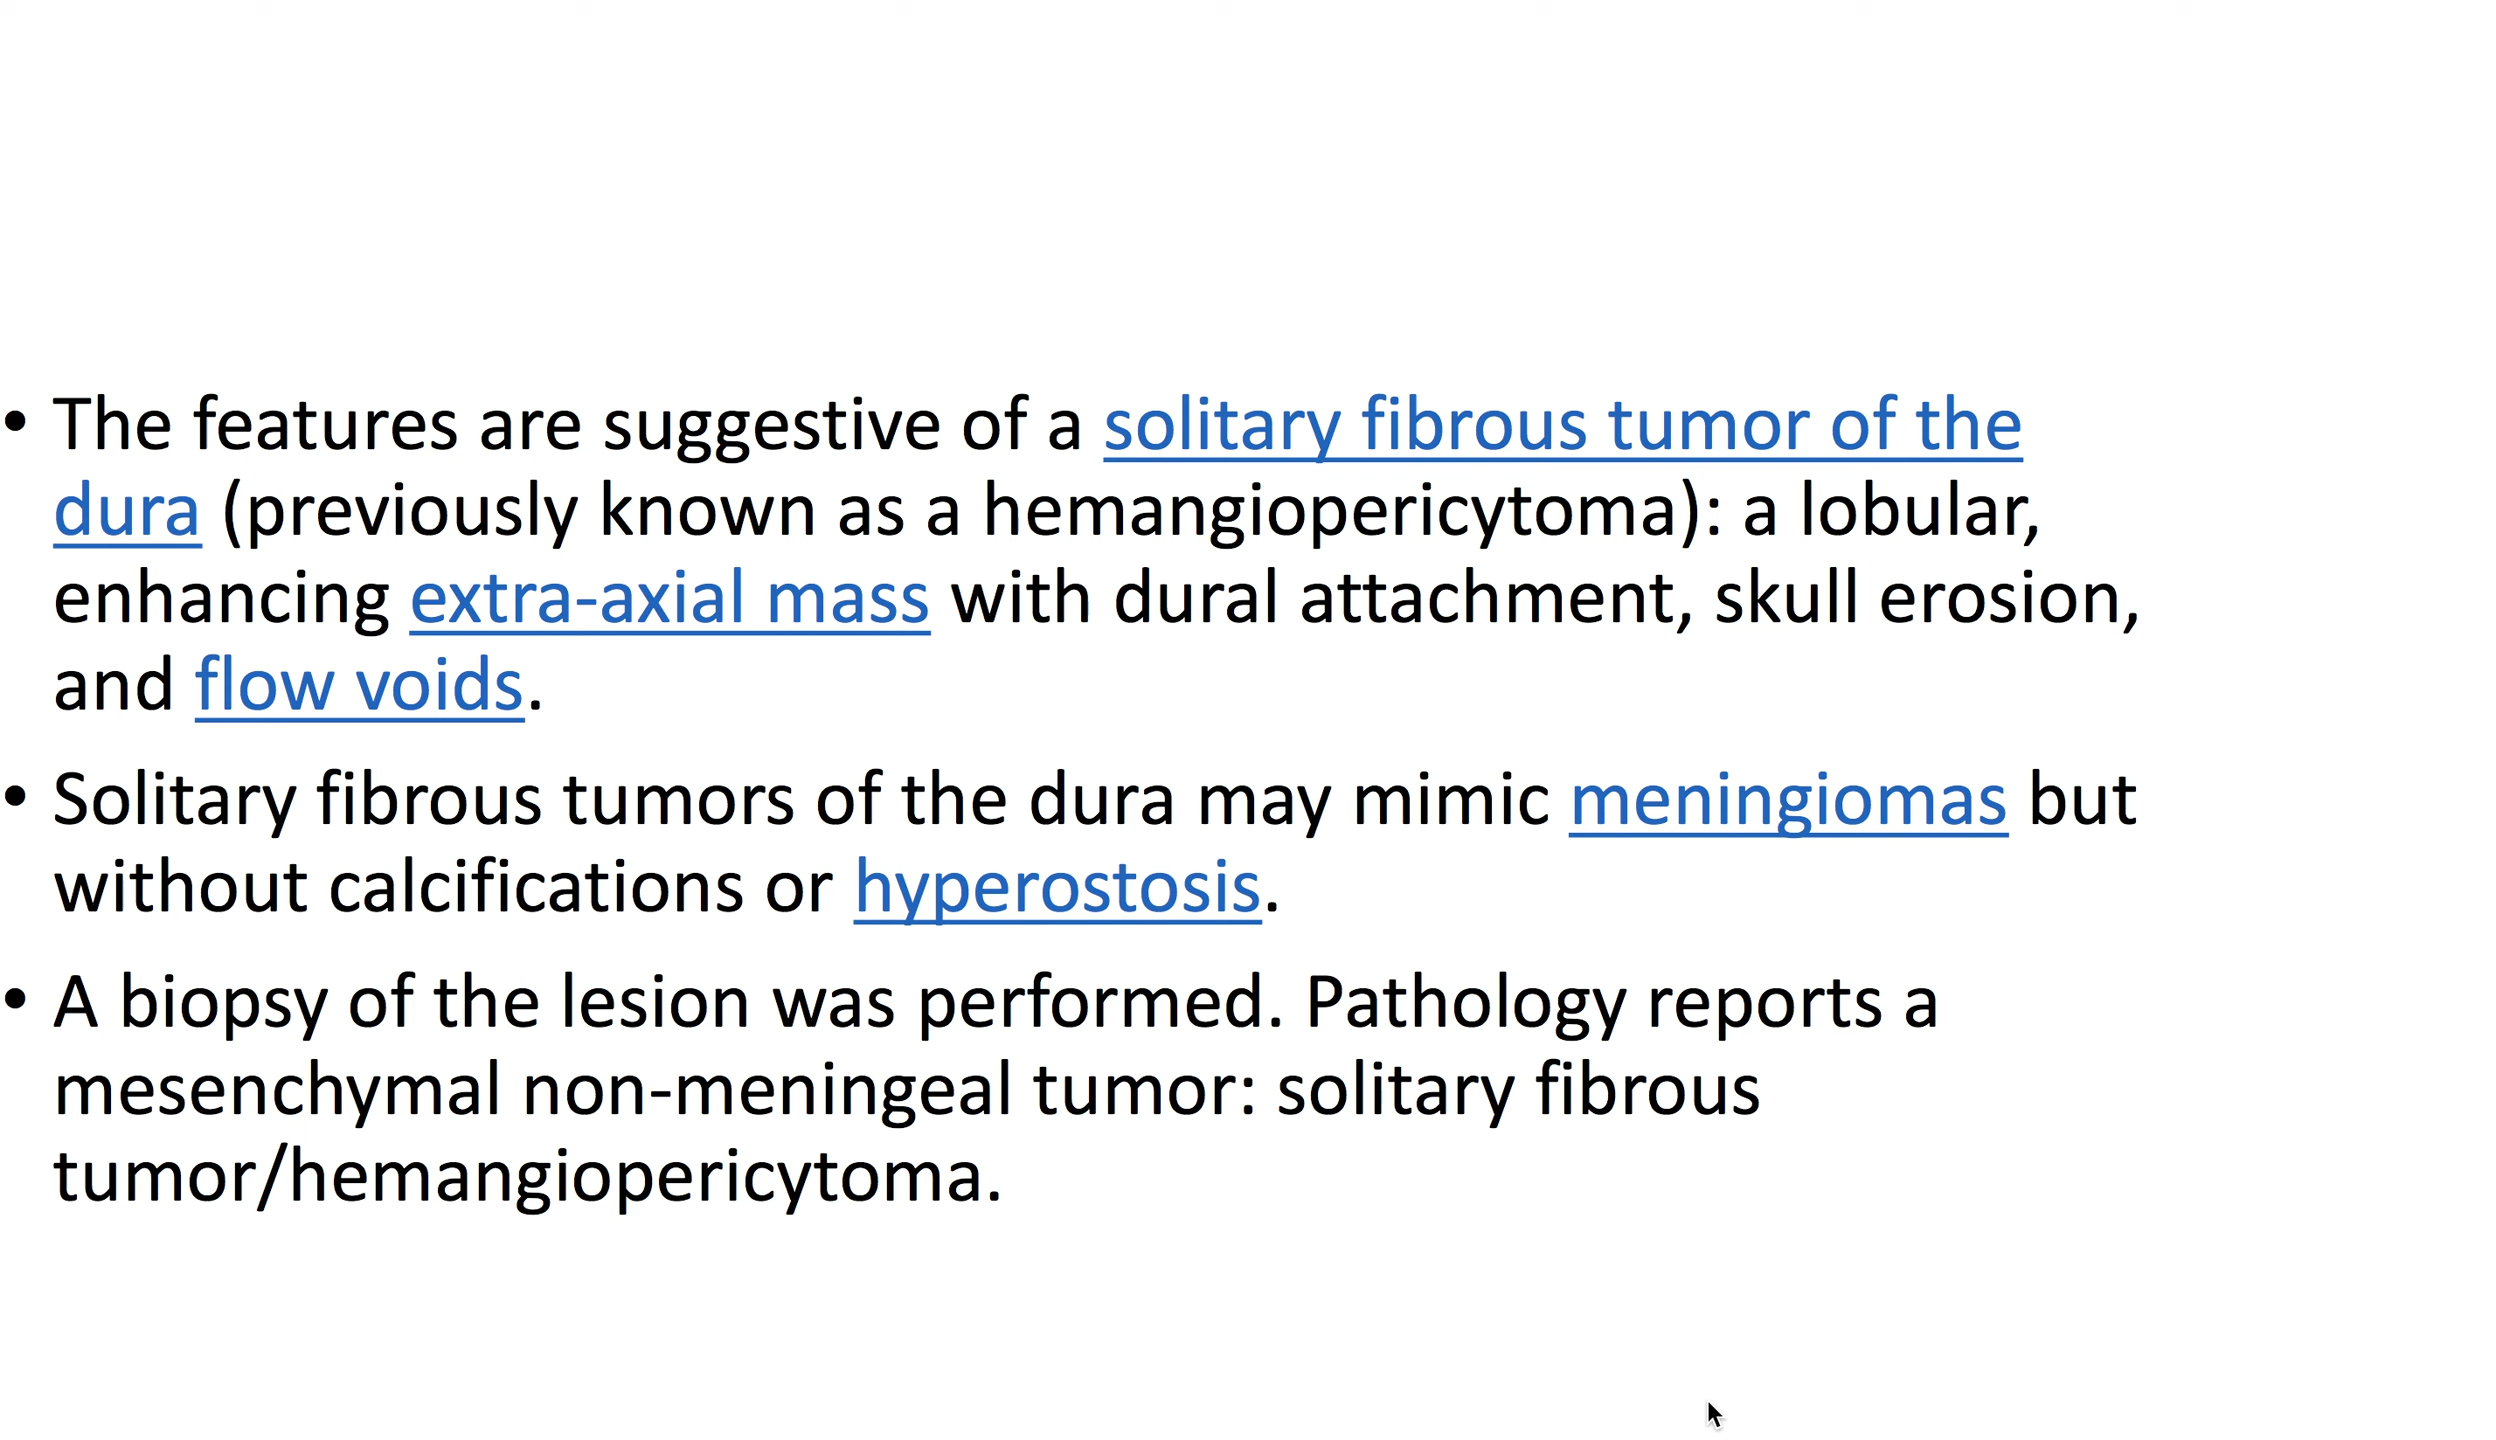 • The features are suggestive of a solitary fibrous tumor of the
dura (previously known as a hemangiopericytoma): a lobular,
enhancing extra-axial mass with dural attachment, skull erosion,
and flow voids.
• Solitary fibrous tumors of the dura may mimic meningiomas but
without calcifications or hyperostosis.
• A biopsy of the lesion was performed. Pathology reports a
mesenchymal non-meningeal tumor: solitary fibrous
tumor/hemangiopericytoma.